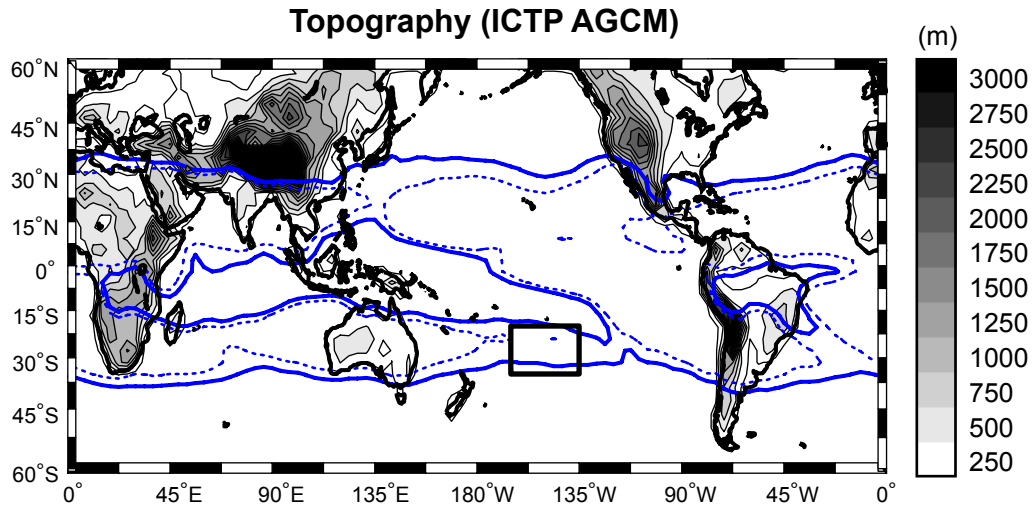 Topography (ICTP AGCM)
(m)
60°N
45°N
30°N
15°N
0°
15°S
30°S
45°S
60°S
0°
45°E
90°E
135°E
180°W
135°W
90°W
45°W
0°
3000
2750
2500
2250
2000
1750
1500
1250
1000
750
500
250